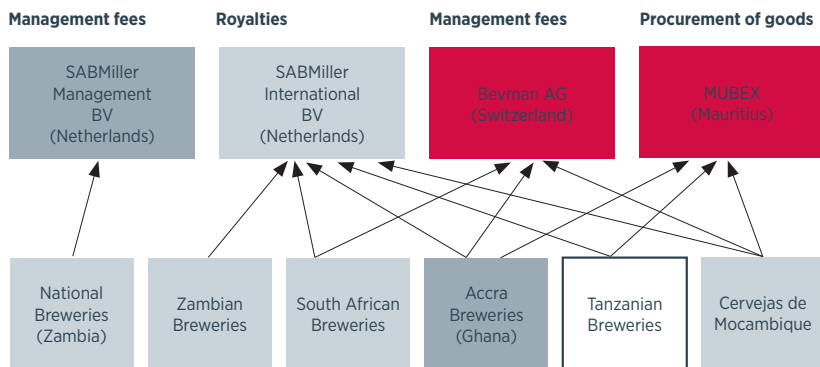 Management fees
Royalties
Management fees
Procurement of goods
SABMiller
Management
BV
(Netherlands)
SABMiller
International
BV
(Netherlands)
Bevman AG
(Switzerland)
MUBEX
(Mauritius)
National
Breweries
(Zambia)
Zambian
Breweries
South African
Breweries
Accra
Breweries
(Ghana)
Tanzanian
Breweries
Cervejas de
Mocambique